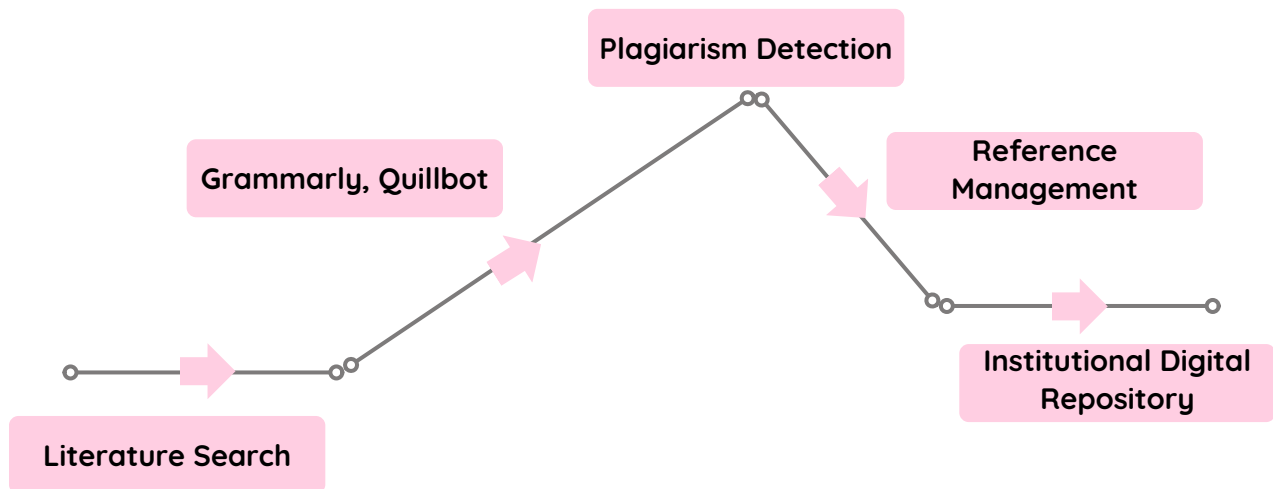 Plagiarism Detection
Grammarly, Quillbot
Reference
Management
Institutional Digital
Repository
Literature Search